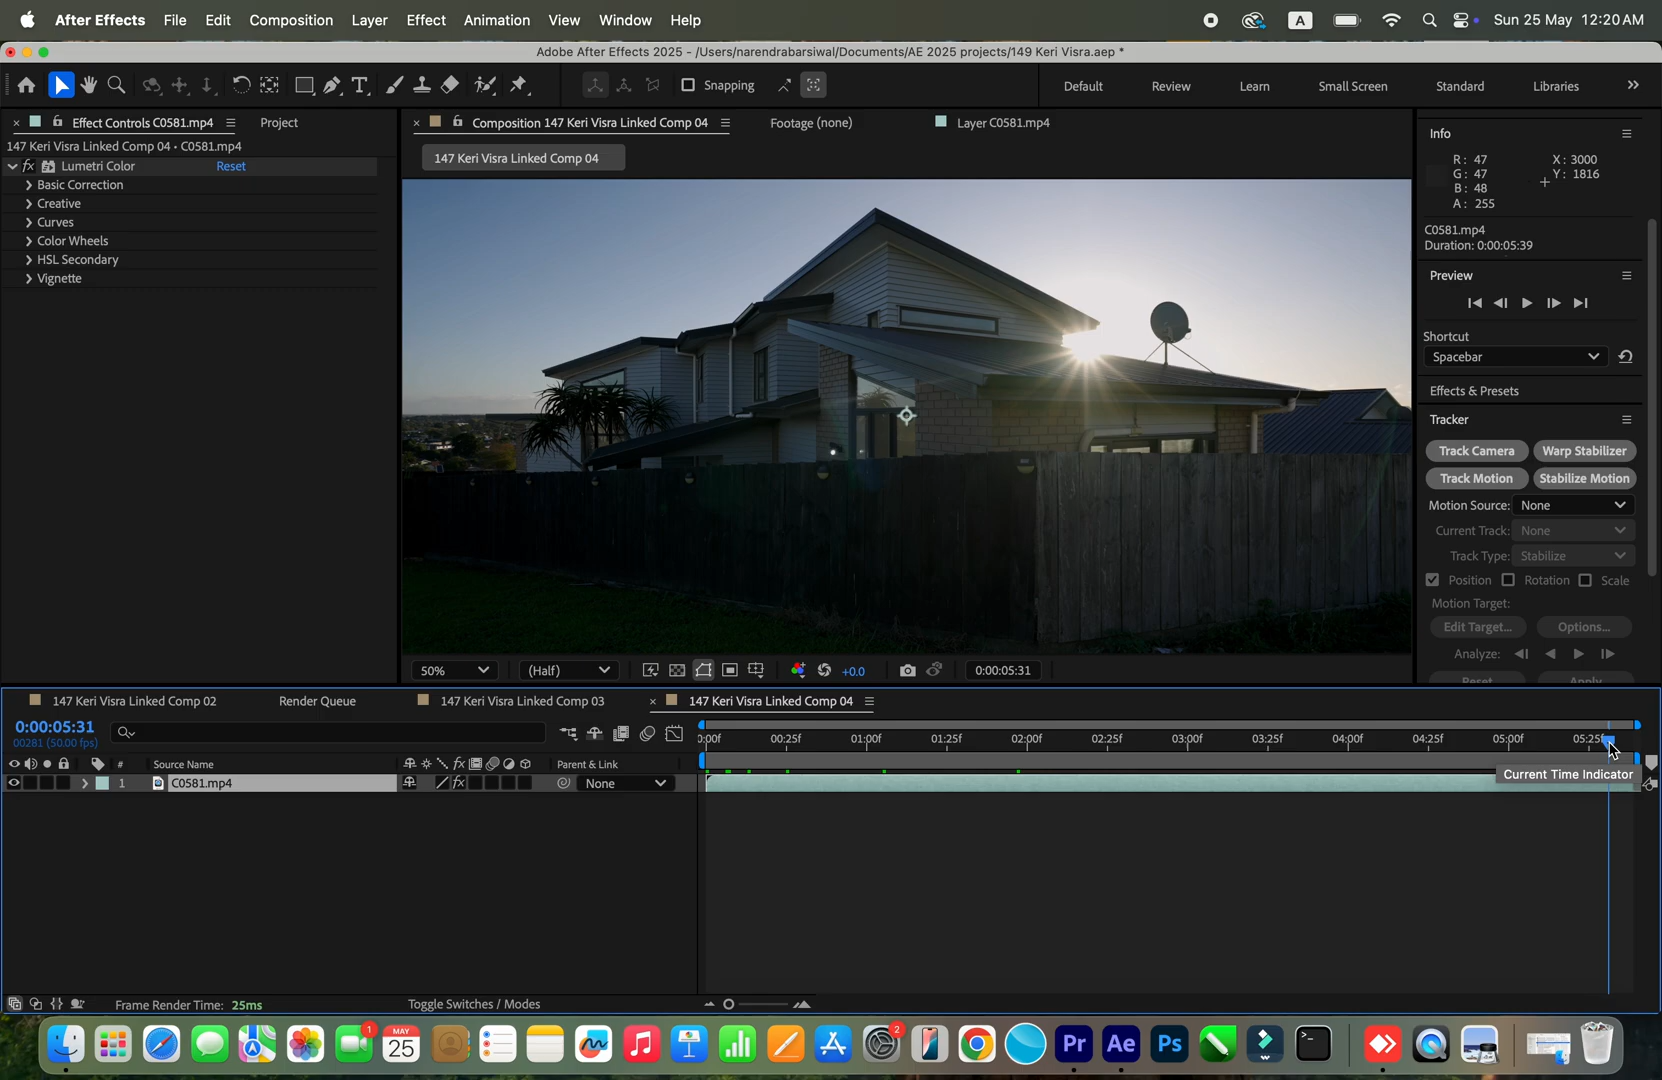 After Effects File Edit Composition Layer Effect Animation View Window Help A Sun 25 May 12:20 AM
Adobe After Effects 2025 - /Users/narendrabarsiwal/Documents/AE 2025 projects/149 Keri Visra.aep *
Snapping Default Review Learn Small Screen Standard Libraries
Effect Controls C0581.mp4 Project
147 Keri Visra Linked Comp 04 • C0581.mp4
fx Lumetri Color Reset
Basic Correction
Creative
Curves
Color Wheels
HSL Secondary
Vignette
Composition 147 Keri Visra Linked Comp 04 Footage (none) Layer C0581.mp4
147 Keri Visra Linked Comp 04
50% (Half) +0.0 0:00:05:31
Info
R: 47 X: 3000
G: 47 Y: 1816
B: 48
A: 255
C0581.mp4
Duration: 0:00:05:39
Preview
Shortcut
Spacebar
Effects & Presets
Tracker
Track Camera Warp Stabilizer
Track Motion Stabilize Motion
Motion Source: None
Current Track: None
Track Type: Stabilize
Position Rotation Scale
Motion Target:
Edit Target... Options...
Analyze:
Reset Apply
147 Keri Visra Linked Comp 02 Render Queue 147 Keri Visra Linked Comp 03 147 Keri Visra Linked Comp 04
0:00:05:31
00281 (50.00 fps)
00f 00:25f 01:00f 01:25f 02:00f 02:25f 03:00f 03:25f 04:00f 04:25f 05:00f 05:25f
# Source Name fx Parent & Link
1 C0581.mp4 fx None
Current Time Indicator
Frame Render Time: 25ms Toggle Switches / Modes
1 MAY 25 2 Pr Ae Ps